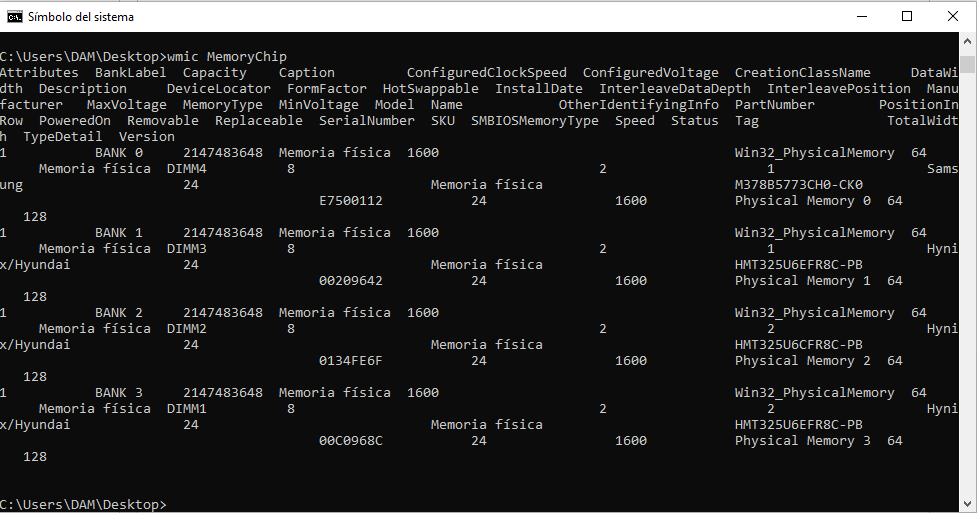 Símbolo del sistema
C:\Users\DAM\Desktop>wmic MemoryChip
Attributes  BankLabel  Capacity    Caption         ConfiguredClockSpeed  ConfiguredVoltage  CreationClassName     DataWi
dth  Description     DeviceLocator  FormFactor  HotSwappable  InstallDate  InterleaveDataDepth  InterleavePosition  Manu
facturer   MaxVoltage  MemoryType  MinVoltage  Model  Name            OtherIdentifyingInfo  PartNumber          PositionIn
Row  PoweredOn  Removable  Replaceable  SerialNumber  SKU  SMBIOSMemoryType  Speed  Status  Tag                TotalWidt
h  TypeDetail  Version
1           BANK 0     2147483648  Memoria física  1600                                     Win32_PhysicalMemory  64
     Memoria física  DIMM4          8                                      2                    1                   Sams
ung                    24                             Memoria física                        M378B5773CH0-CK0
                                        E7500112           24                1600           Physical Memory 0  64
   128
1           BANK 1     2147483648  Memoria física  1600                                     Win32_PhysicalMemory  64
     Memoria física  DIMM3          8                                      2                    1                   Hyni
x/Hyundai              24                             Memoria física                        HMT325U6EFR8C-PB
                                        00209642           24                1600           Physical Memory 1  64
   128
1           BANK 2     2147483648  Memoria física  1600                                     Win32_PhysicalMemory  64
     Memoria física  DIMM2          8                                      2                    2                   Hyni
x/Hyundai              24                             Memoria física                        HMT325U6CFR8C-PB
                                        0134FE6F           24                1600           Physical Memory 2  64
   128
1           BANK 3     2147483648  Memoria física  1600                                     Win32_PhysicalMemory  64
     Memoria física  DIMM1          8                                      2                    2                   Hyni
x/Hyundai              24                             Memoria física                        HMT325U6EFR8C-PB
                                        00C0968C           24                1600           Physical Memory 3  64
   128
C:\Users\DAM\Desktop>